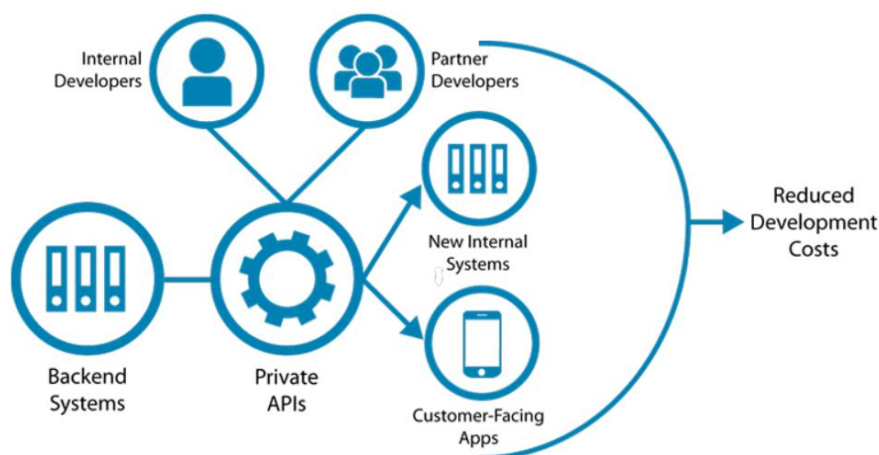 Internal
Developers
Partner
Developers
New Internal
Systems
Reduced
Development
Costs
Backend
Systems
Private
APIs
Customer-Facing
Apps